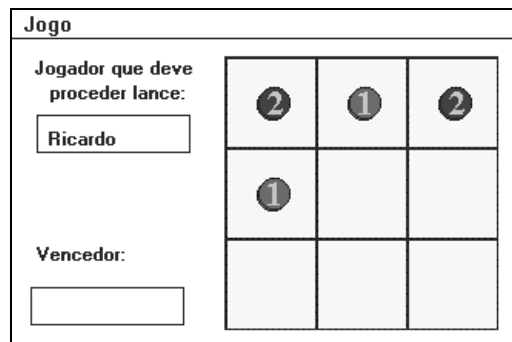 Jogo
Jogador que deve
proceder lance:
Ricardo
2 1 2
1
Vencedor: